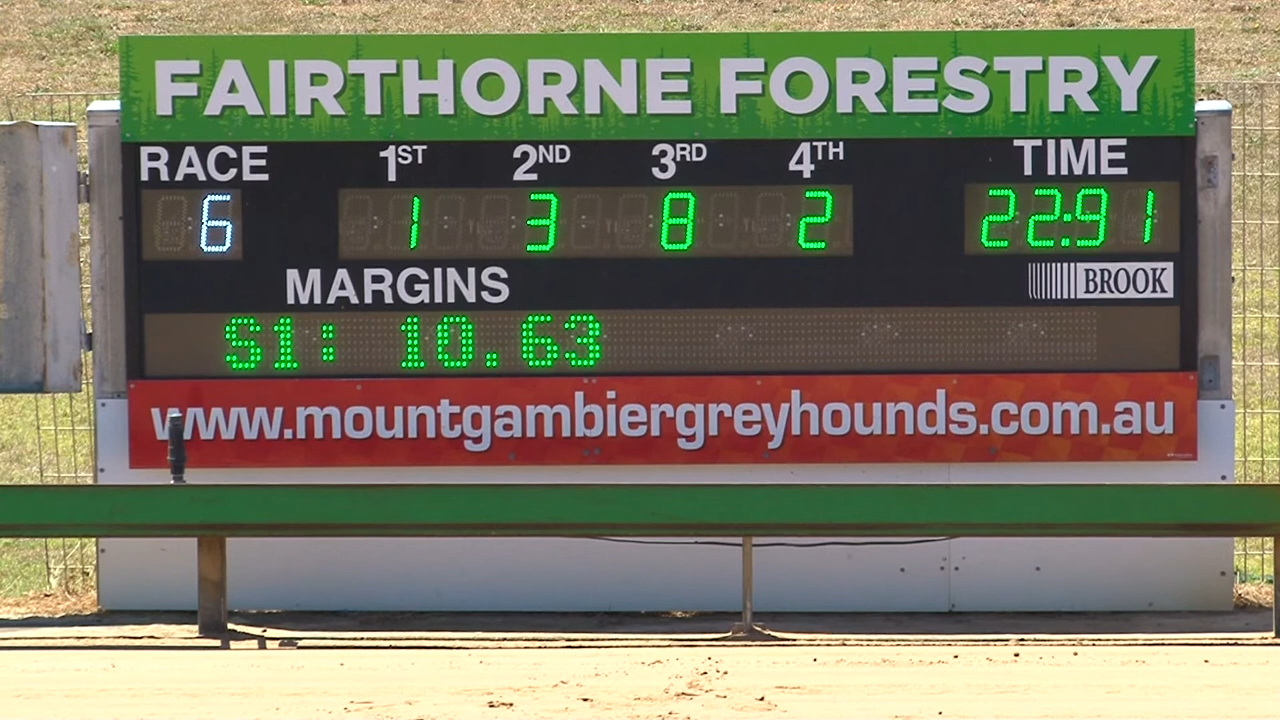 FAIRTHORNE FORESTRY
RACE 1ST 2ND 3RD 4TH TIME
6 1 3 8 2 22:91
MARGINS
BROOK
S1: 10.63
www.mountgambiergreyhounds.com.au